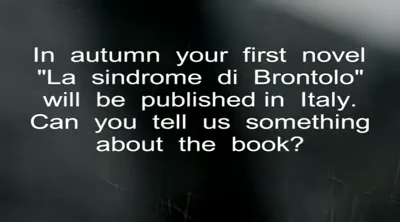 In autumn your first novel
"La sindrome di Brontolo"
will be published in Italy.
Can you tell us something
about the book?